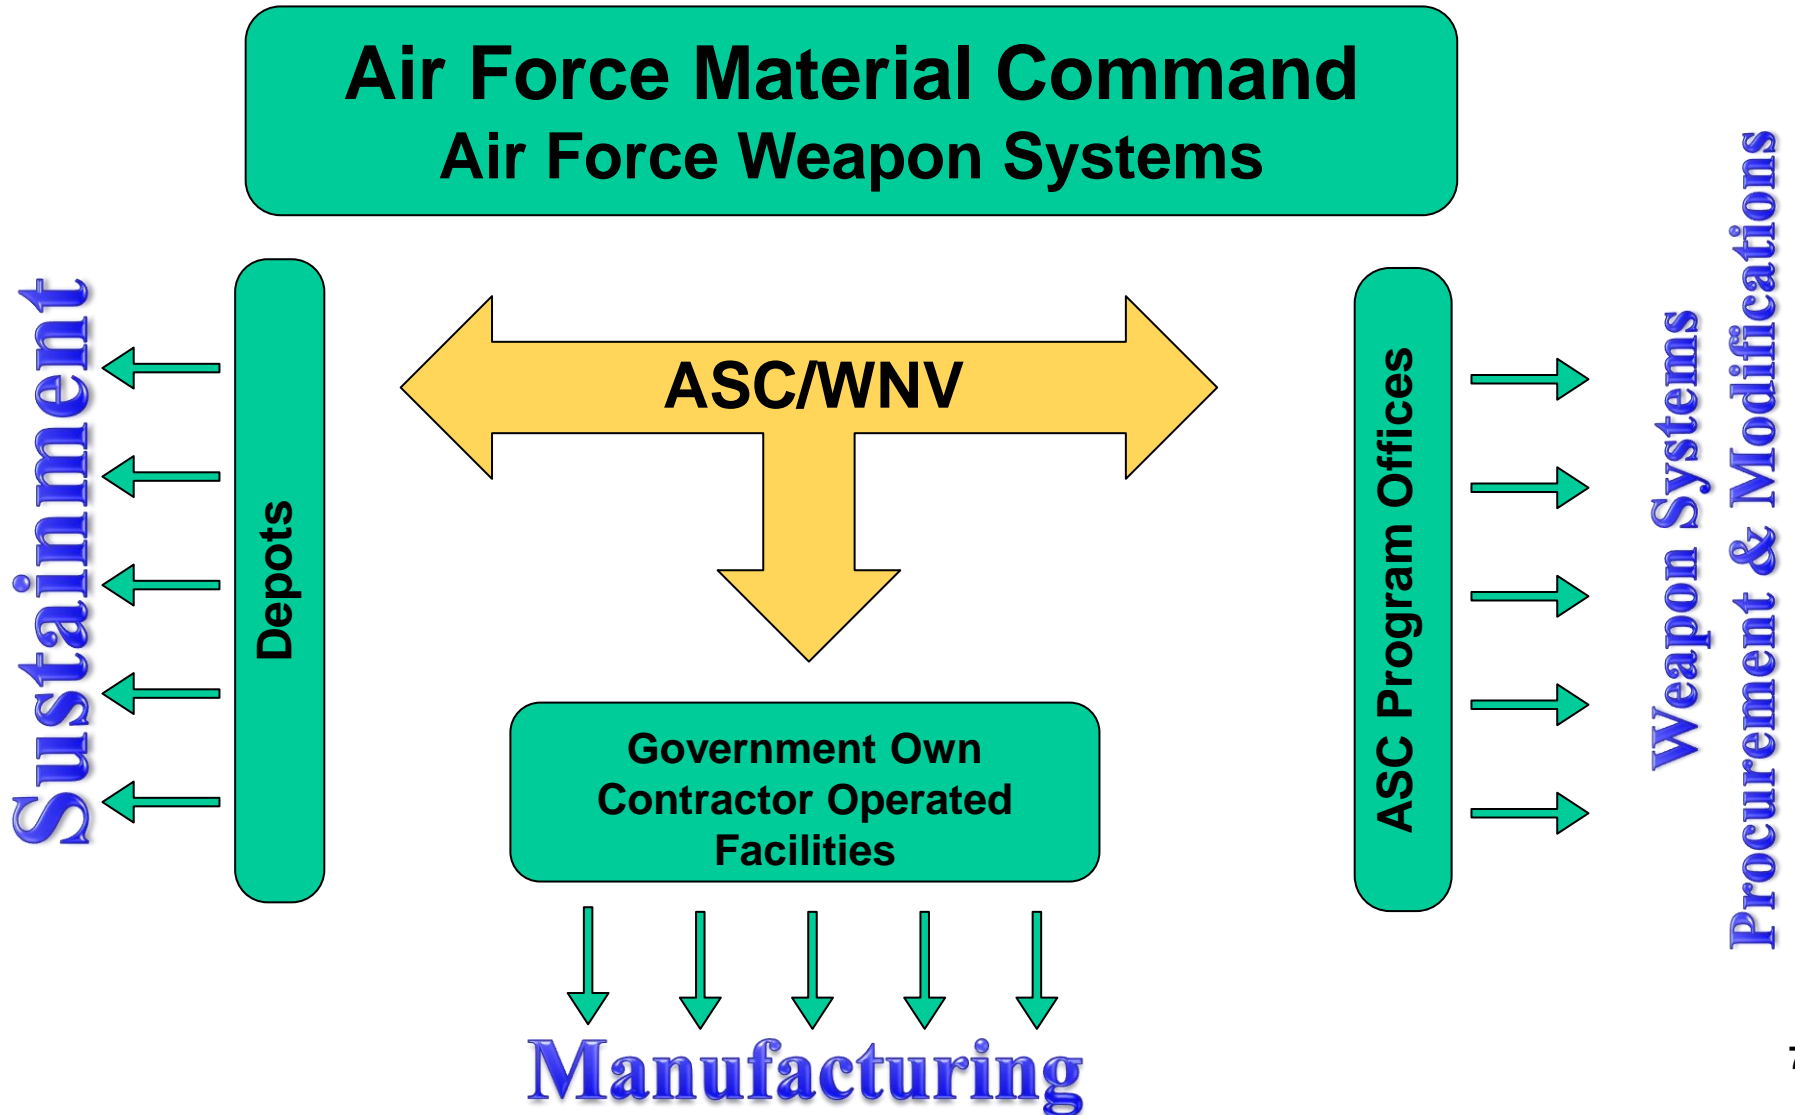 Air Force Material Command
Air Force Weapon Systems
Sustainment
Depots
ASC/WNV
ASC Program Offices
Weapon Systems
Procurement & Modifications
Government Own
Contractor Operated
Facilities
Manufacturing
7